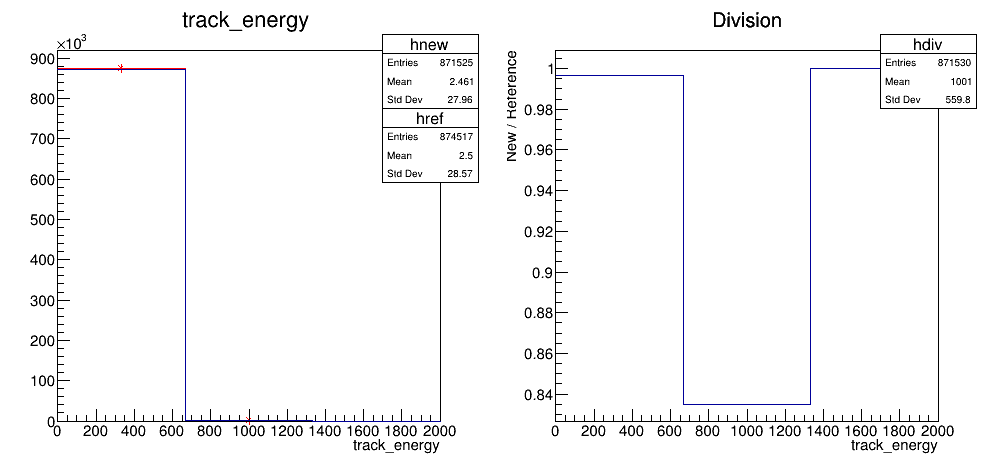 track_energy
×10³
900
800
700
600
500
400
300
200
100
0
0 200 400 600 800 1000 1200 1400 1600 1800 2000
track_energy
hnew
Entries 871525
Mean 2.461
Std Dev 27.96
href
Entries 874517
Mean 2.5
Std Dev 28.57
Division
New / Reference
1
0.98
0.96
0.94
0.92
0.9
0.88
0.86
0.84
0 200 400 600 800 1000 1200 1400 1600 1800 2000
track_energy
hdiv
Entries 871530
Mean 1001
Std Dev 559.8